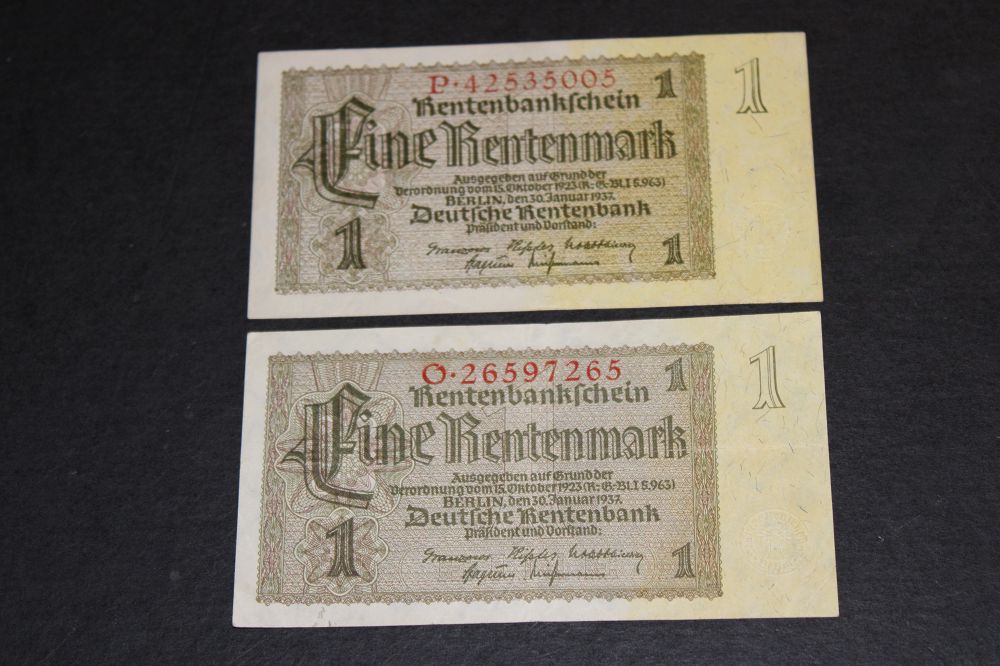 P·42535005
1
1
Rentenbankschein
Eine Rentenmark
Ausgegeben auf Grund der
Verordnung vom 15. Oktober 1923 (R.-G.-Bl. I S. 963)
BERLIN, den 30. Januar 1937.
Deutsche Rentenbank
Präsident und Vorstand:
1
1
O·26597265
1
1
Rentenbankschein
Eine Rentenmark
Ausgegeben auf Grund der
Verordnung vom 15. Oktober 1923 (R.-G.-Bl. I S. 963)
BERLIN, den 30. Januar 1937.
Deutsche Rentenbank
Präsident und Vorstand:
1
1